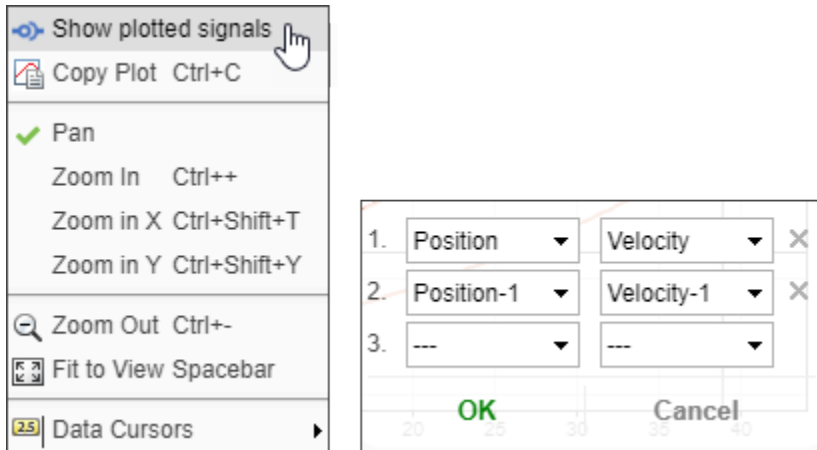 Show plotted signals
Copy Plot Ctrl+C
Pan
Zoom In Ctrl++
Zoom in X Ctrl+Shift+T
Zoom in Y Ctrl+Shift+Y
Zoom Out Ctrl+-
Fit to View Spacebar
2.5 Data Cursors
1. Position Velocity
2. Position-1 Velocity-1
3. --- ---
OK Cancel
20 25 30 35 40